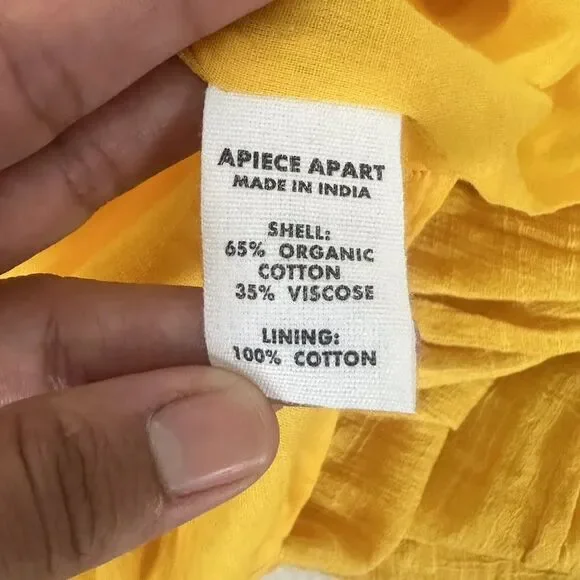 APIECE APART
MADE IN INDIA
SHELL:
65% ORGANIC
COTTON
35% VISCOSE
LINING:
100% COTTON